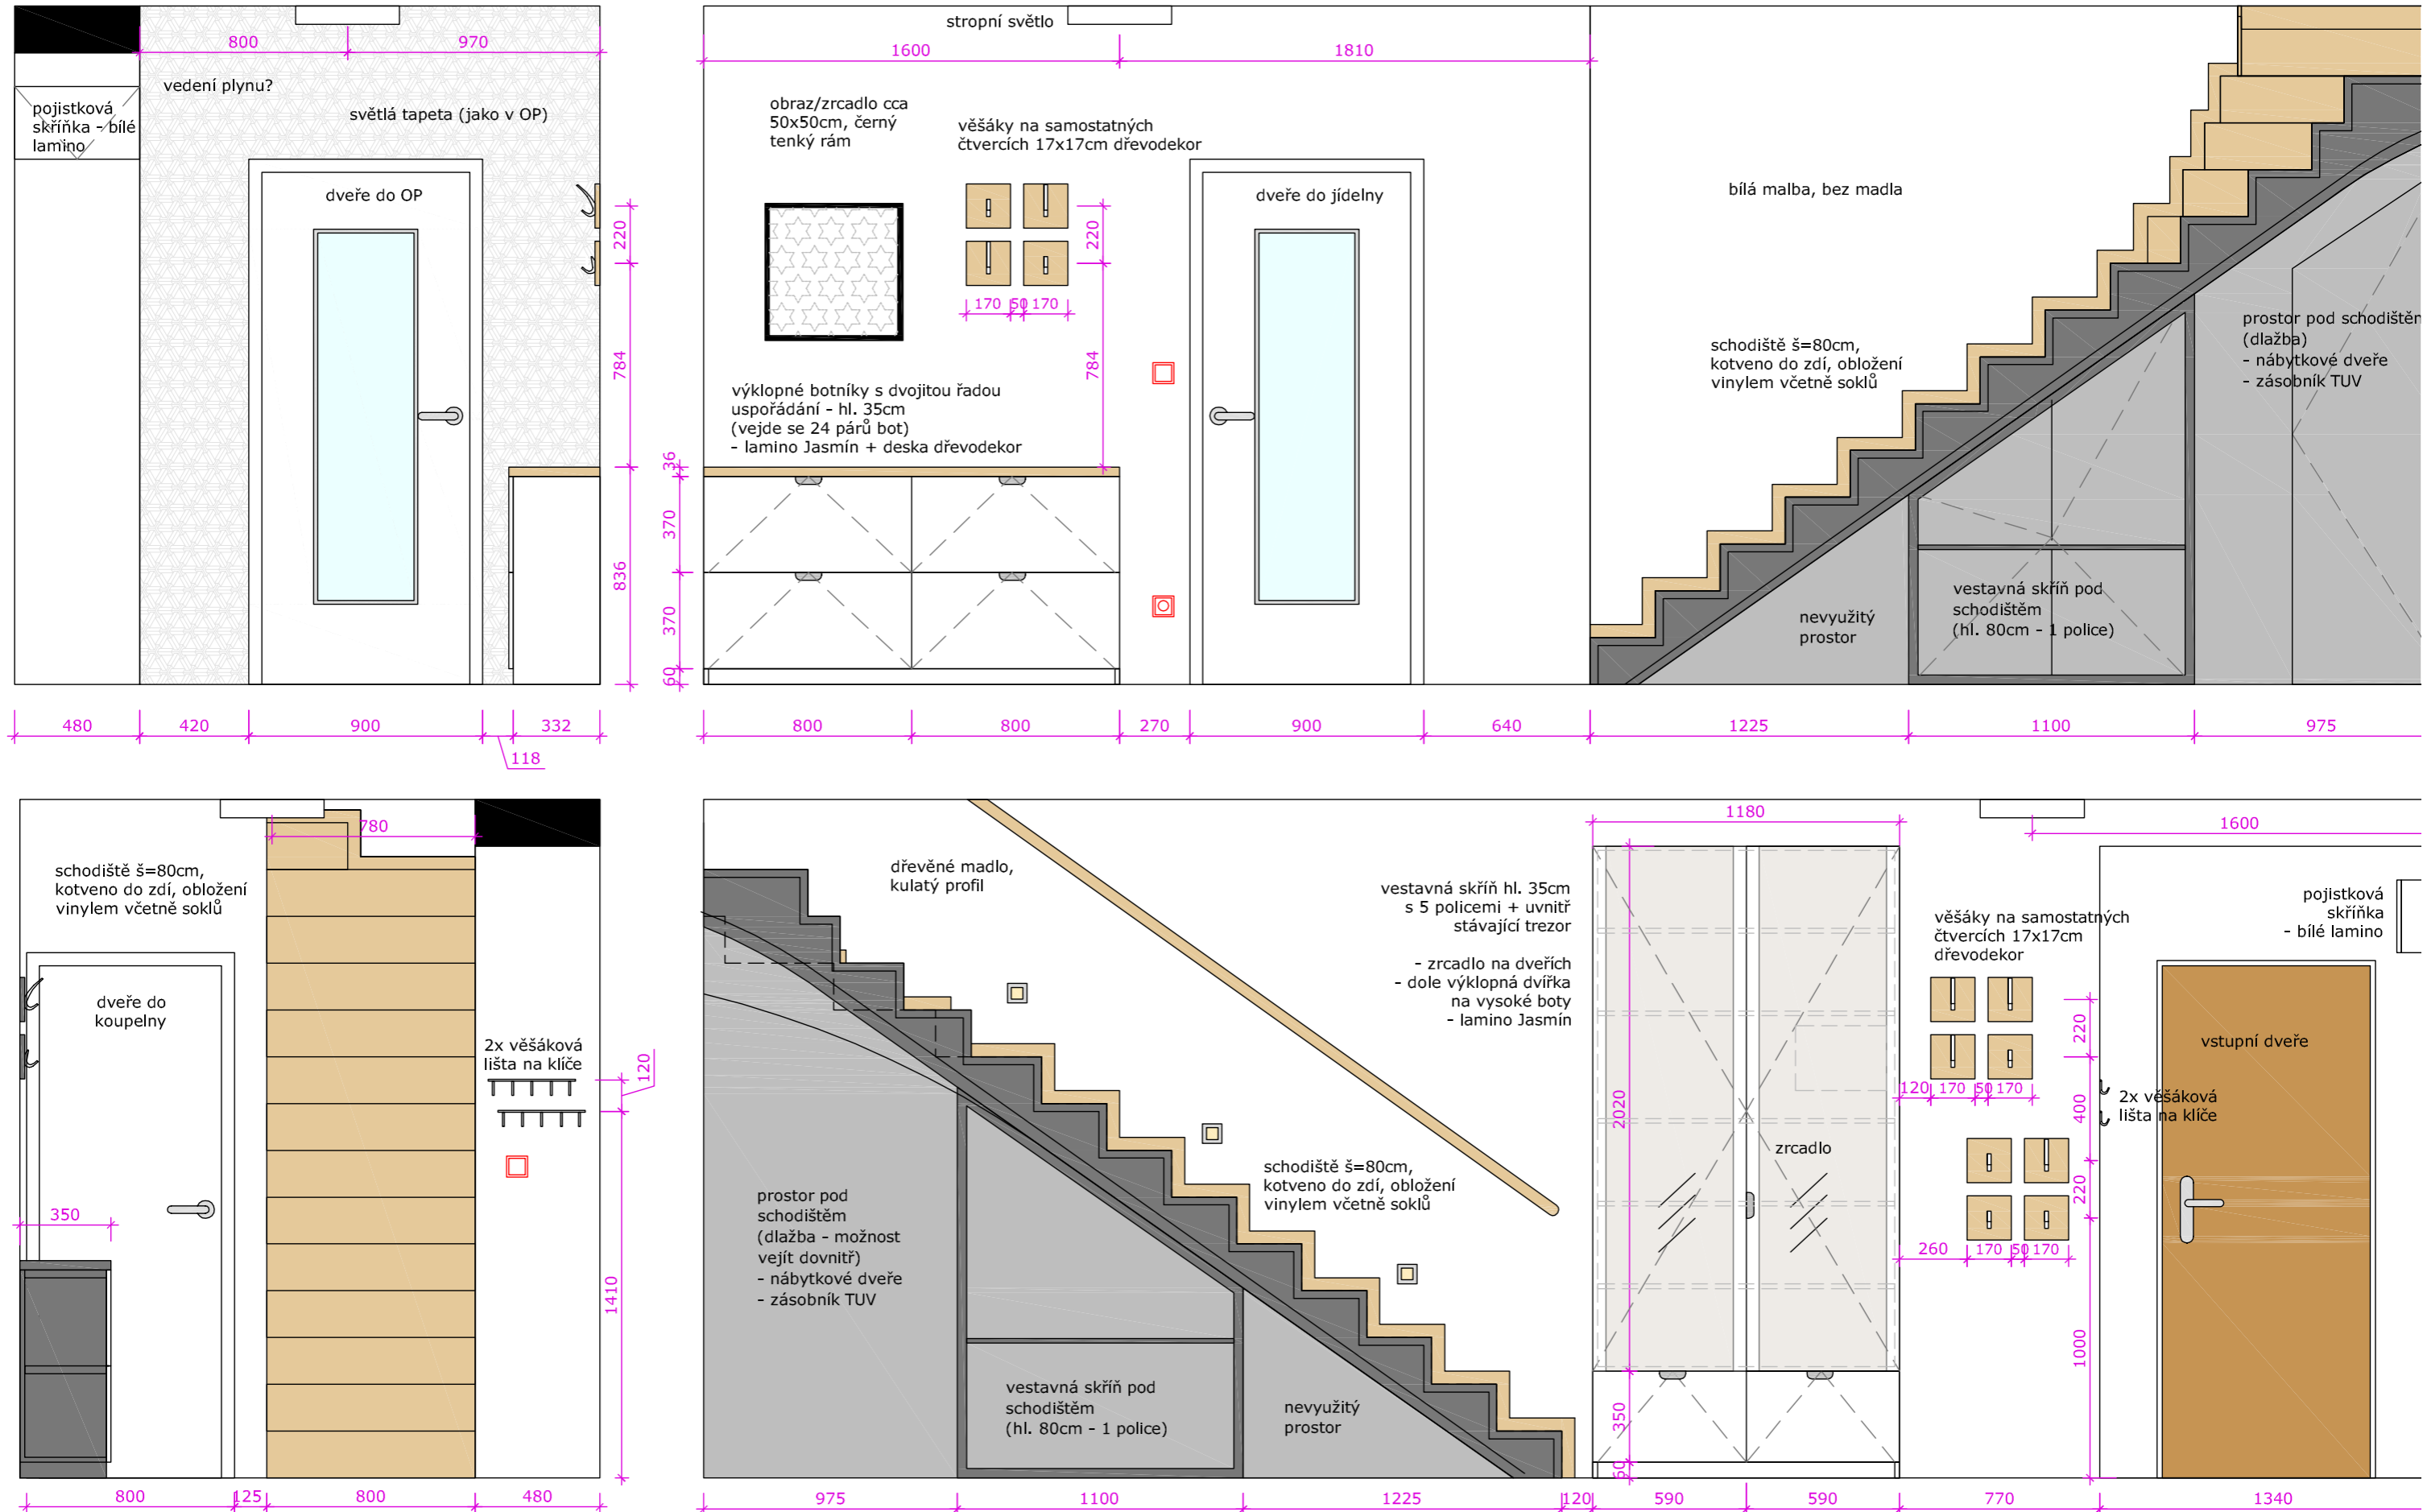 800
970
vedení plynu?
světlá tapeta (jako v OP)
pojistková
skříňka - bílé
lamino
dveře do OP
220
784
836
480
420
900
118
332
stropní světlo
1600
1810
obraz/zrcadlo cca
50x50cm, černý
tenký rám
věšáky na samostatných
čtvercích 17x17cm dřevodekor
dveře do jídelny
220
170
50
170
784
výklopné botníky s dvojitou řadou
uspořádání - hl. 35cm
(vejde se 24 párů bot)
- lamino Jasmín + deska dřevodekor
36
370
370
60
bílá malba, bez madla
schodiště š=80cm,
kotveno do zdí, obložení
vinylem včetně soklů
prostor pod schodištěm
(dlažba)
- nábytkové dveře
- zásobník TUV
vestavná skříň pod
schodištěm
(hl. 80cm - 1 police)
nevyužitý
prostor
800
800
270
900
640
1225
1100
975
780
schodiště š=80cm,
kotveno do zdí, obložení
vinylem včetně soklů
dveře do
koupelny
2x věšáková
lišta na klíče
120
350
1410
800
125
800
480
dřevěné madlo,
kulatý profil
vestavná skříň hl. 35cm
s 5 policemi + uvnitř
stávající trezor
- zrcadlo na dveřích
- dole výklopná dvířka
na vysoké boty
- lamino Jasmín
schodiště š=80cm,
kotveno do zdí, obložení
vinylem včetně soklů
prostor pod
schodištěm
(dlažba - možnost
vejít dovnitř)
- nábytkové dveře
- zásobník TUV
vestavná skříň pod
schodištěm
(hl. 80cm - 1 police)
nevyužitý
prostor
1180
2020
zrcadlo
350
60
1600
pojistková
skříňka
- bílé lamino
věšáky na samostatných
čtvercích 17x17cm
dřevodekor
vstupní dveře
220
120
170
50
170
400
2x věšáková
lišta na klíče
220
260
170
50
170
1000
975
1100
1225
120
590
590
770
1340